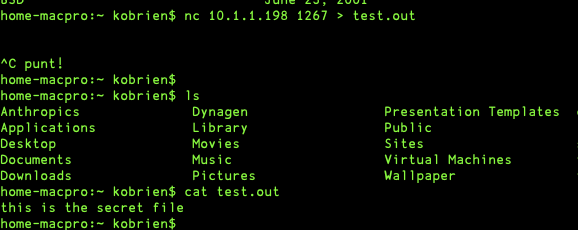 BSD June 25, 2001
home-macpro:~ kobrien$ nc 10.1.1.198 1267 > test.out
^C punt!
home-macpro:~ kobrien$
home-macpro:~ kobrien$ ls
Anthropics Dynagen Presentation Templates
Applications Library Public
Desktop Movies Sites
Documents Music Virtual Machines
Downloads Pictures Wallpaper
home-macpro:~ kobrien$ cat test.out
this is the secret file
home-macpro:~ kobrien$